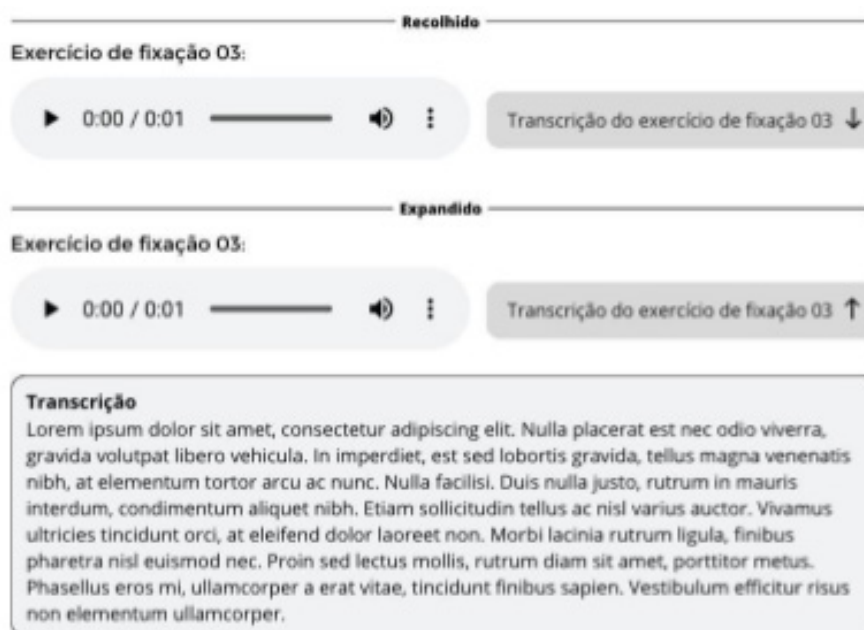 Recolhido
Exercício de fixação 03:
0:00 / 0:01
Transcrição do exercício de fixação 03 ↓
Expandido
Exercício de fixação 03:
0:00 / 0:01
Transcrição do exercício de fixação 03 ↑
Transcrição
Lorem ipsum dolor sit amet, consectetur adipiscing elit. Nulla placerat est nec odio viverra,
gravida volutpat libero vehicula. In imperdiet, est sed lobortis gravida, tellus magna venenatis
nibh, at elementum tortor arcu ac nunc. Nulla facilisi. Duis nulla justo, rutrum in mauris
interdum, condimentum aliquet nibh. Etiam sollicitudin tellus ac nisl varius auctor. Vivamus
ultricies tincidunt orci, at eleifend dolor laoreet non. Morbi lacinia rutrum ligula, finibus
pharetra nisl euismod nec. Proin sed lectus mollis, rutrum diam sit amet, porttitor metus.
Phasellus eros mi, ullamcorper a erat vitae, tincidunt finibus sapien. Vestibulum efficitur risus
non elementum ullamcorper.